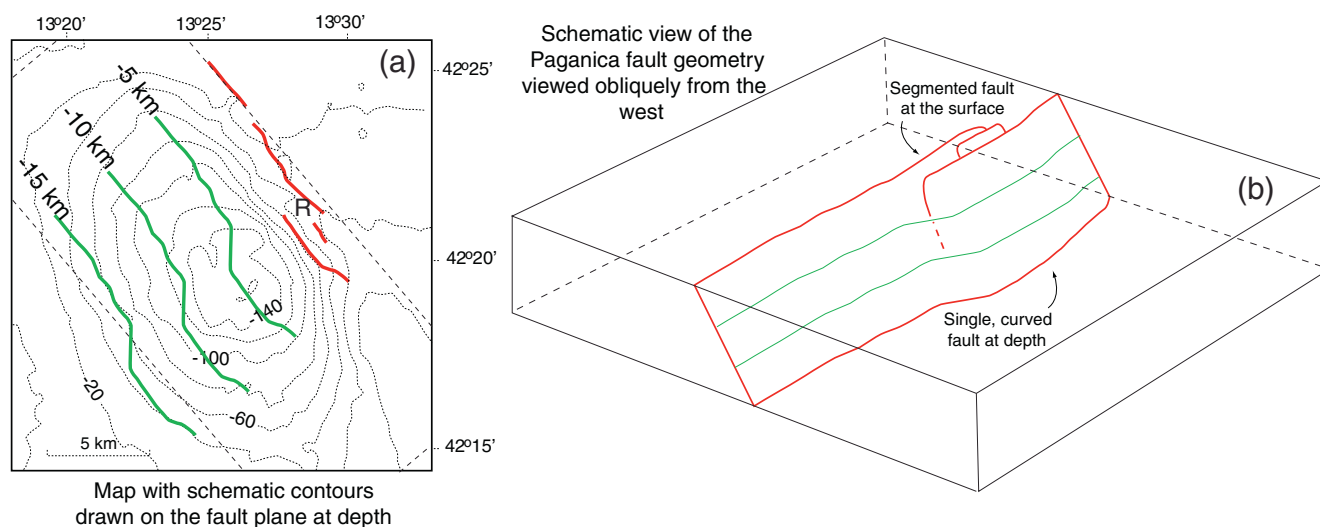 13º20’ 13º25’ 13º30’
(a)
42º25’
42º20’
42º15’
-5 km
-10 km
-15 km
R
-140
-100
-60
-20
5 km
Map with schematic contours
drawn on the fault plane at depth
Schematic view of the
Paganica fault geometry
viewed obliquely from the
west
Segmented fault
at the surface
(b)
Single, curved
fault at depth